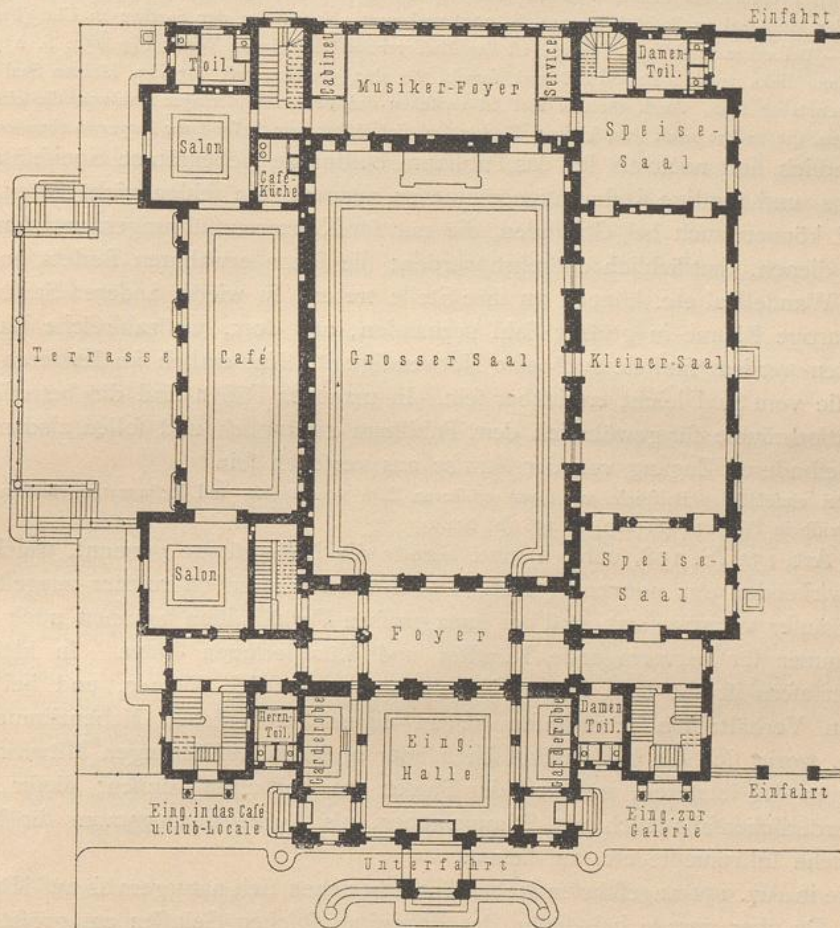 Einfahrt
Toil.
Cabinet
Musiker-Foyer
Service
Damen
Toil.
Salon
Café-
Küche
Speise-
Saal
Terrasse
Café
Grosser Saal
Kleiner-Saal
Salon
Speise-
Saal
Foyer
Herrn-
Toil.
Garderobe
Eing.
Halle
Garderobe
Damen
Toil.
Eing. in das Café
u. Club-Locale
Eing. zur
Galerie
Einfahrt
Unterfahrt